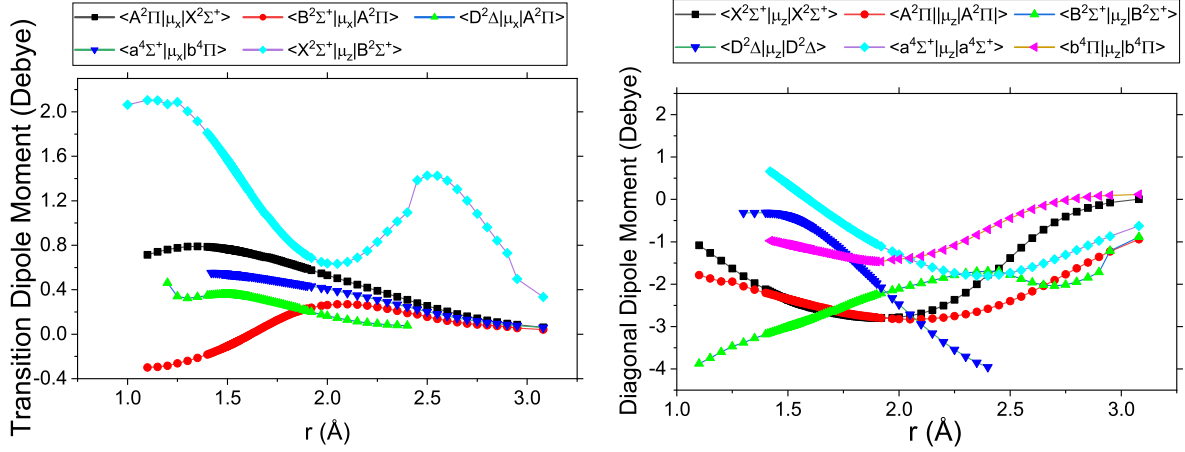 <A²Π|μₓ|X²Σ⁺> <B²Σ⁺|μₓ|A²Π> <D²Δ|μₓ|A²Π>
<a⁴Σ⁺|μₓ|b⁴Π> <X²Σ⁺|μ_z|B²Σ⁺>
Transition Dipole Moment (Debye)
2.0
1.6
1.2
0.8
0.4
0.0
-0.4
1.0 1.5 2.0 2.5 3.0
r (Å)
<X²Σ⁺|μ_z|X²Σ⁺> <A²Π||μ_z|A²Π|> <B²Σ⁺|μ_z|B²Σ⁺>
<D²Δ|μ_z|D²Δ> <a⁴Σ⁺|μ_z|a⁴Σ⁺> <b⁴Π|μ_z|b⁴Π>
Diagonal Dipole Moment (Debye)
0
-1
-2
-3
-4
1.0 1.5 2.0 2.5 3.0
r (Å)